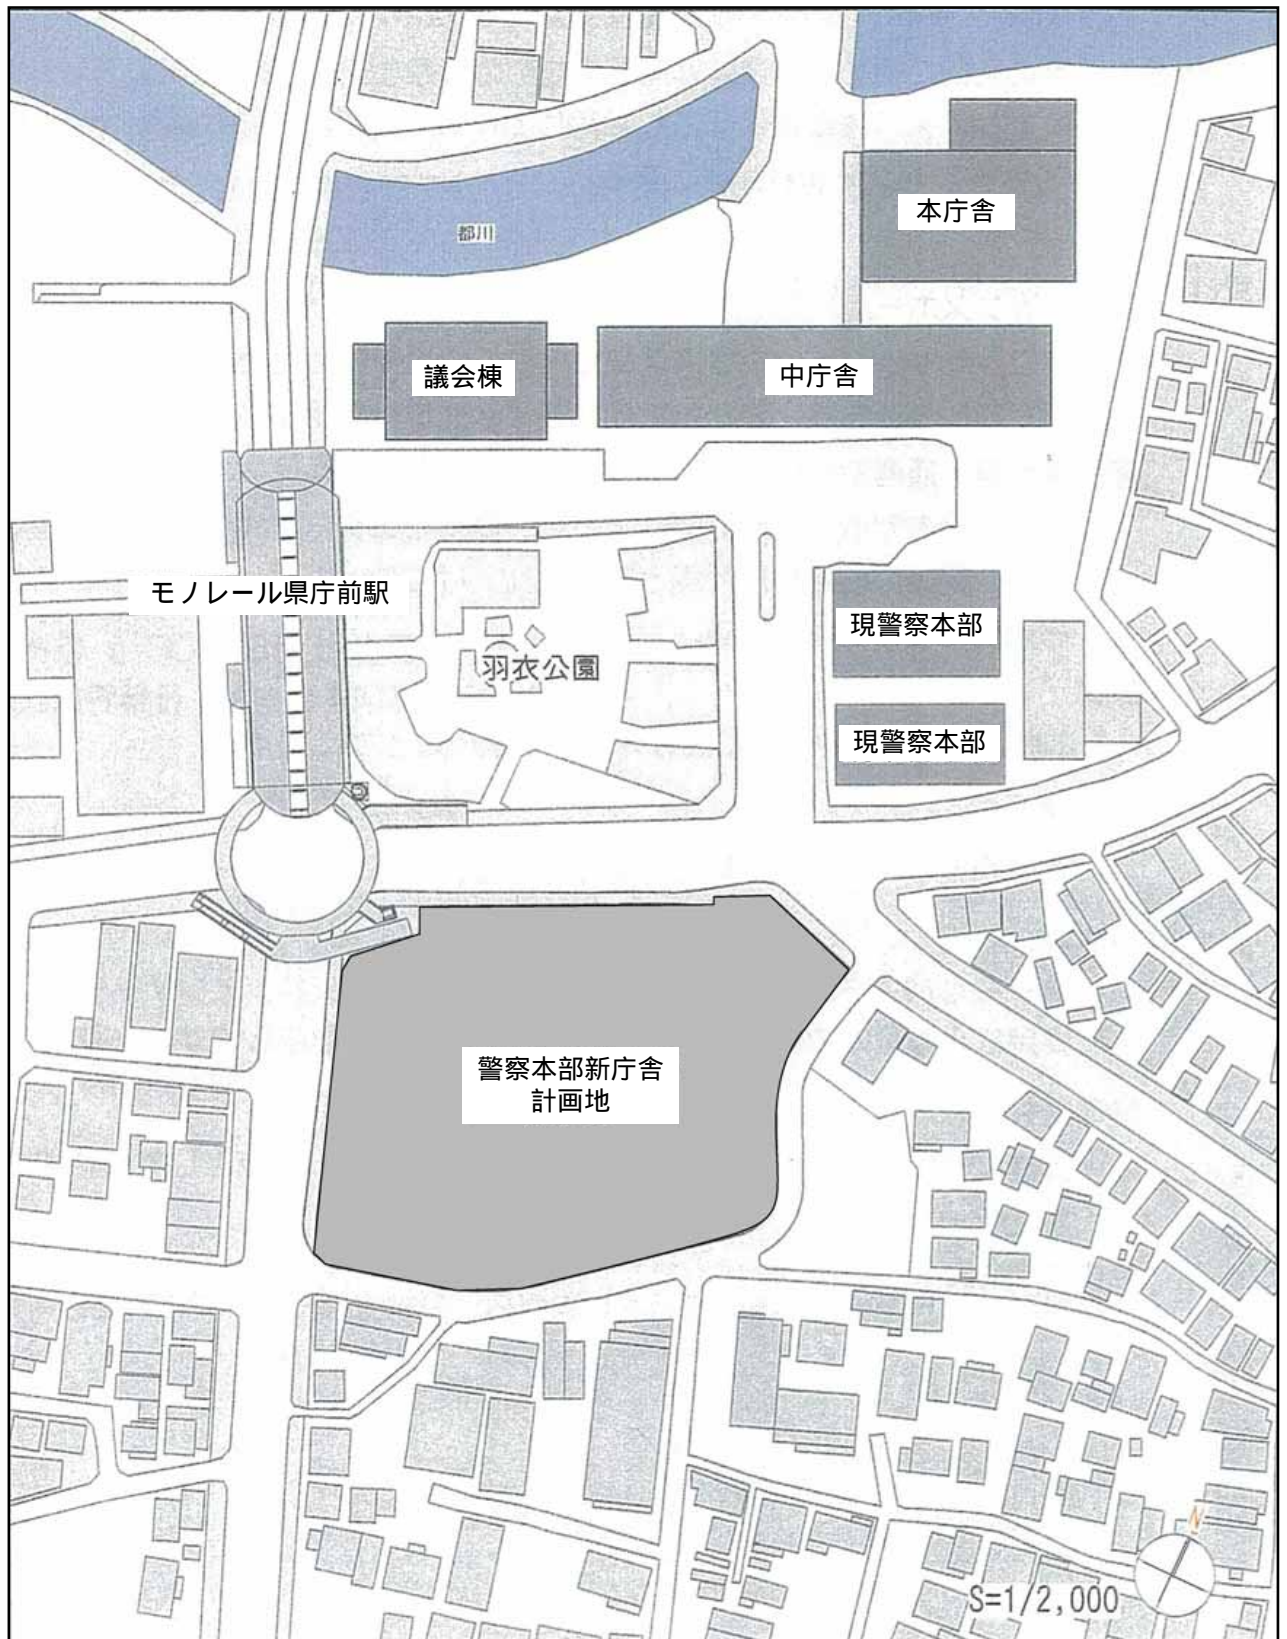 本庁舎
都川
議会棟
中庁舎
モノレール県庁前駅
現警察本部
羽衣公園
現警察本部
警察本部新庁舎
計画地
N
S=1/2,000